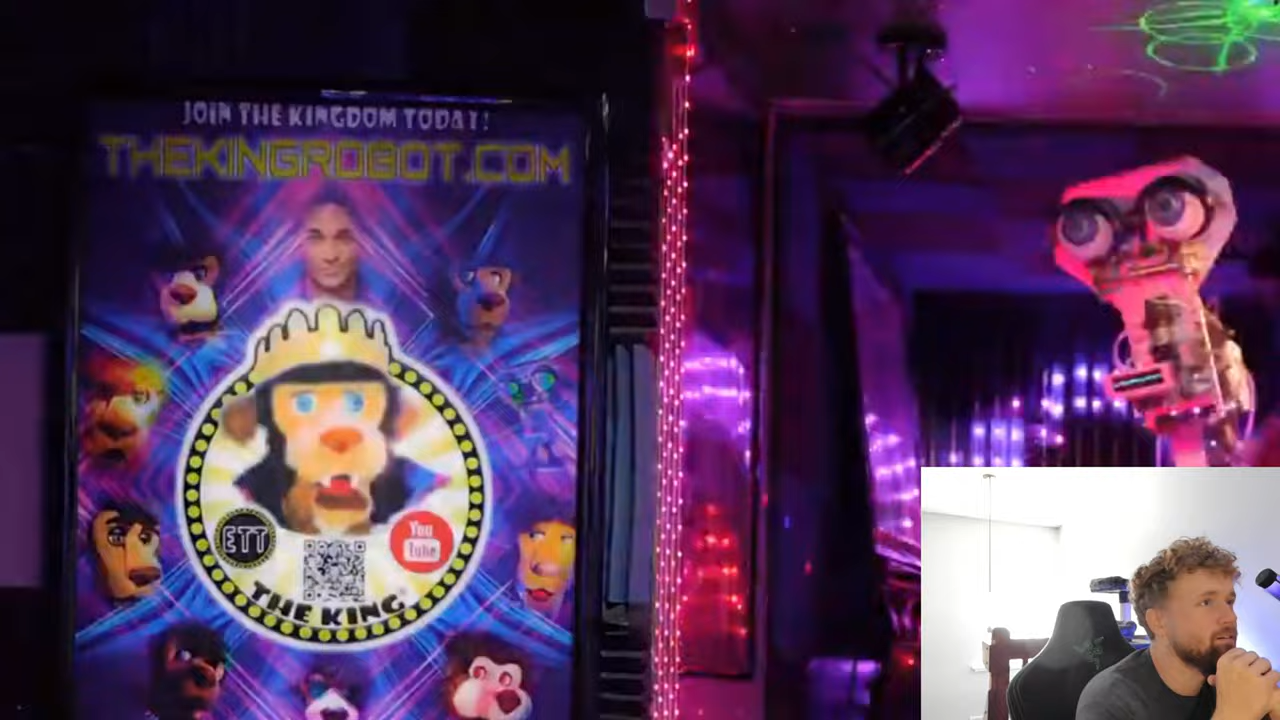 JOIN THE KINGDOM TODAY!
THEKINGROBOT.COM
ETT
You
Tube
THE KING